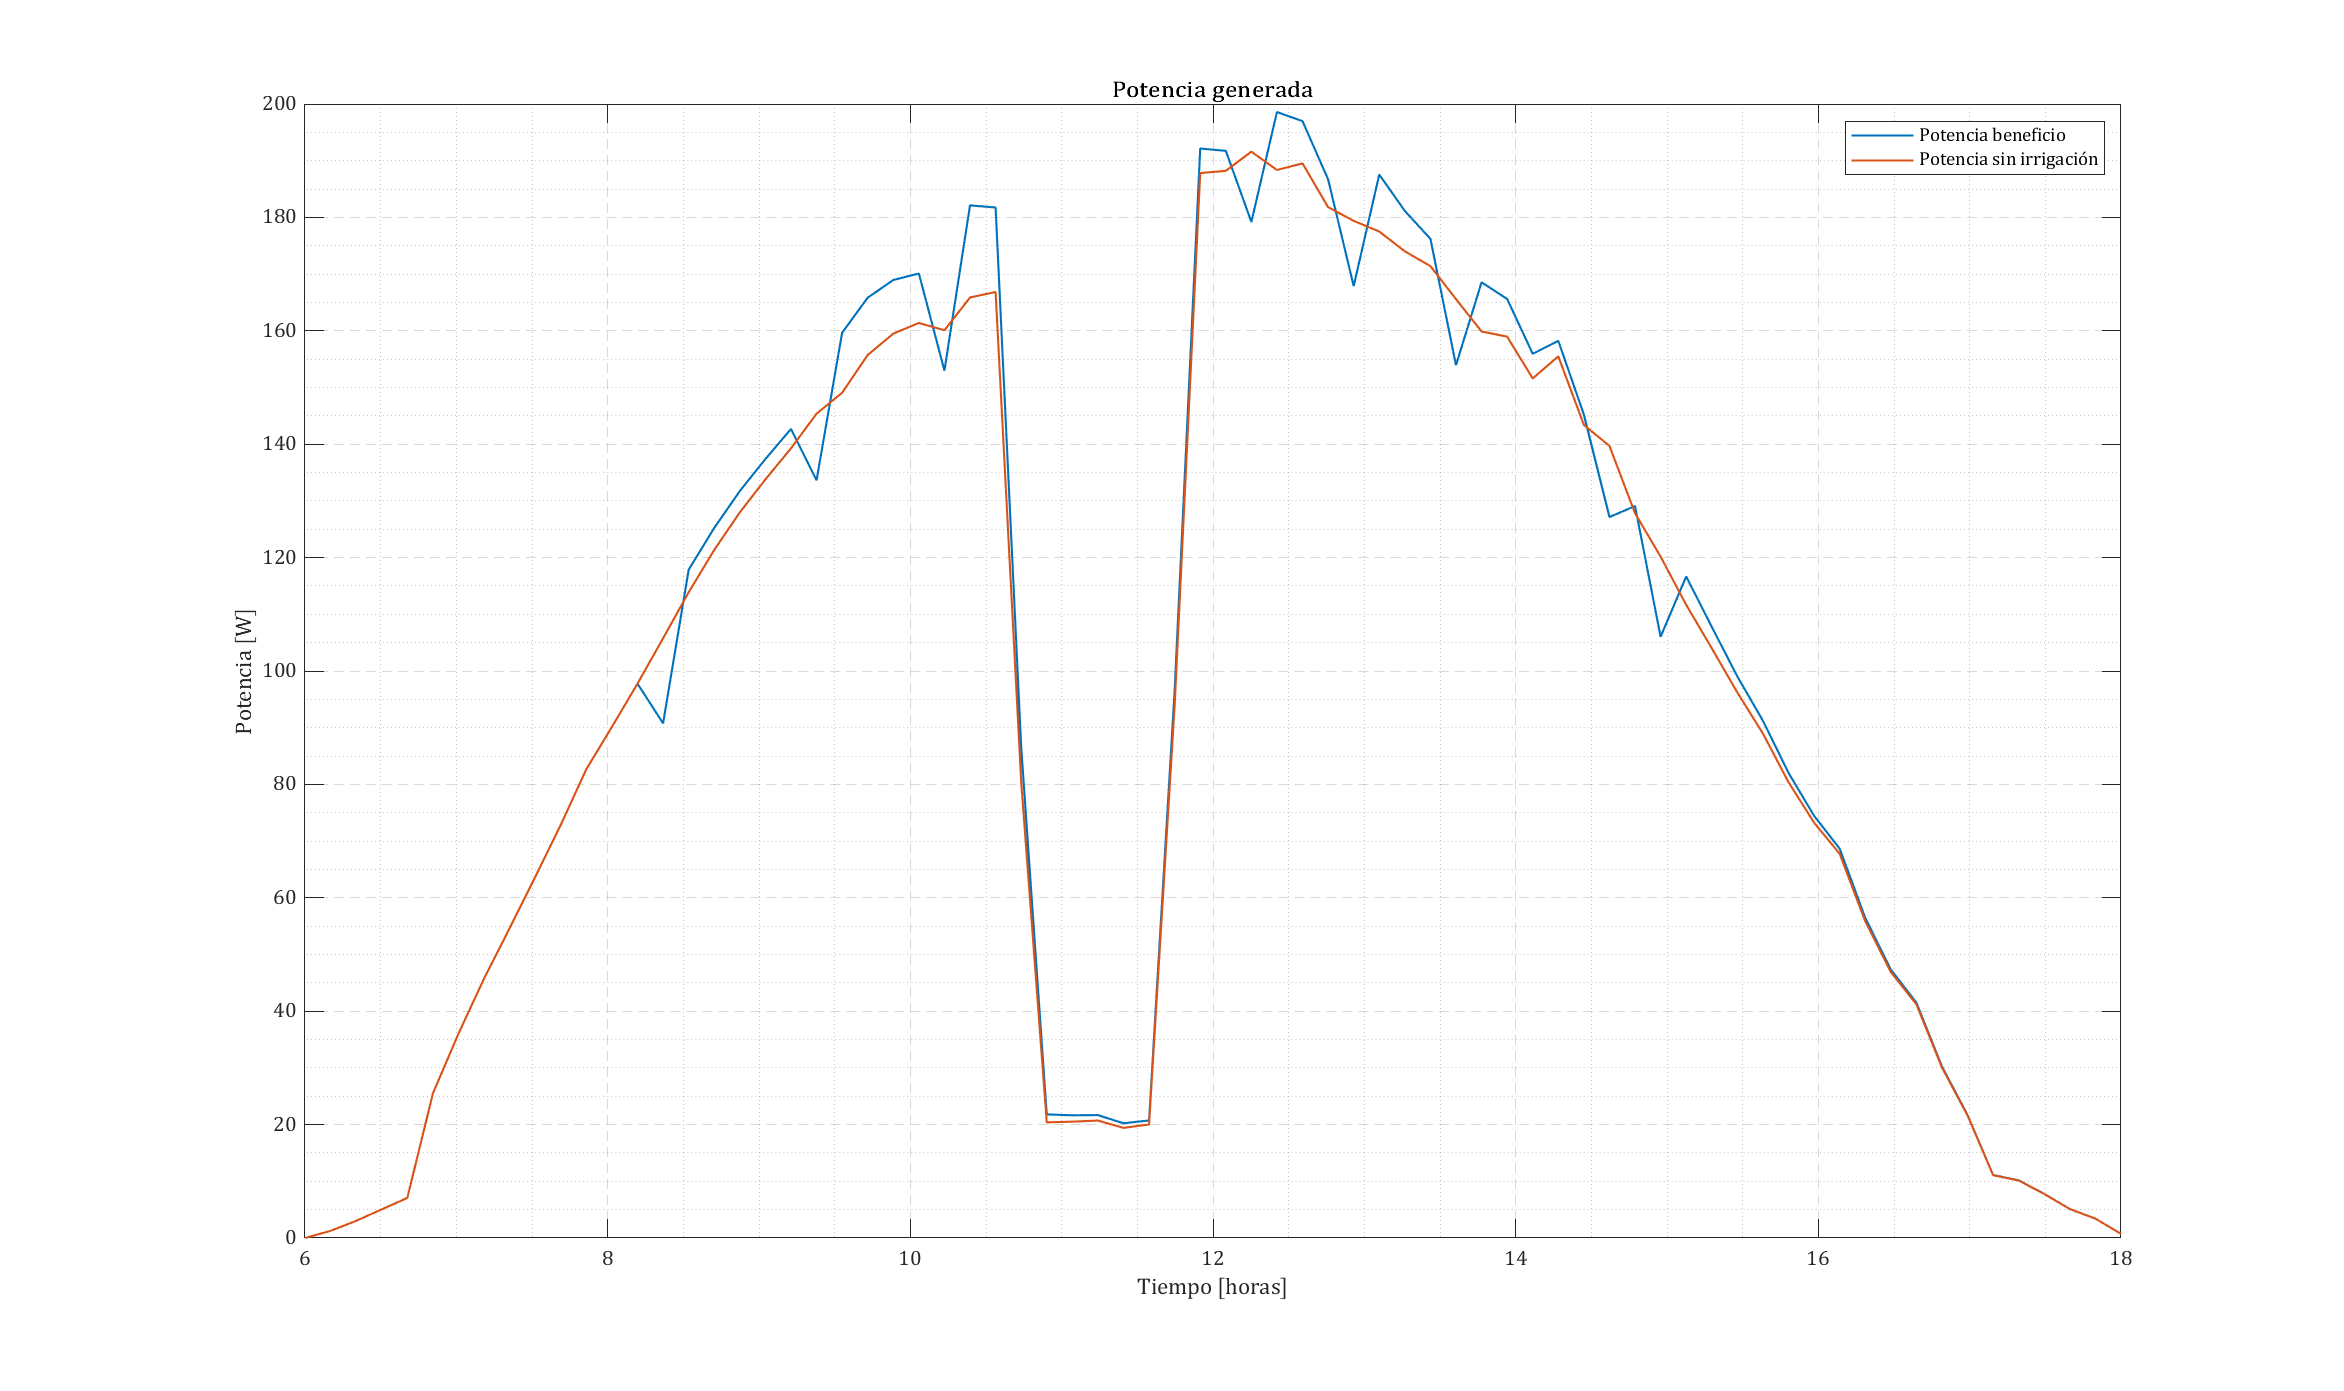 Potencia generada
Potencia beneficio
Potencia sin irrigación
200
180
160
140
120
100
80
60
40
20
0
Potencia [W]
6 8 10 12 14 16 18
Tiempo [horas]